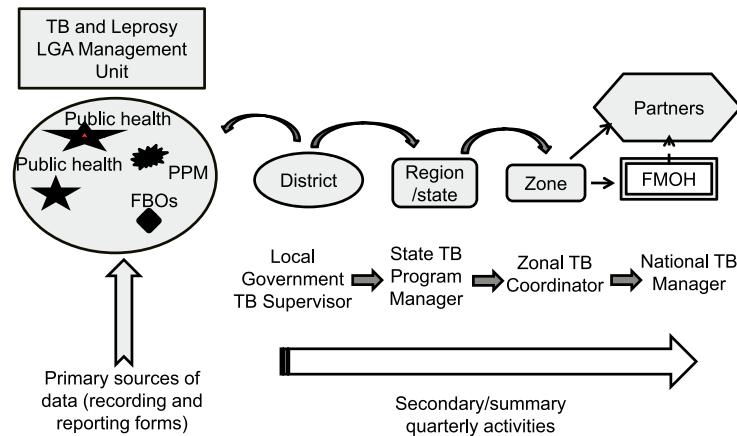 TB and Leprosy
LGA Management
Unit
Public health
Public health
PPM
FBOs
District
Region
/state
Zone
Partners
FMOH
Local
Government
TB Supervisor
State TB
Program
Manager
Zonal TB
Coordinator
National TB
Manager
Primary sources of
data (recording and
reporting forms)
Secondary/summary
quarterly activities